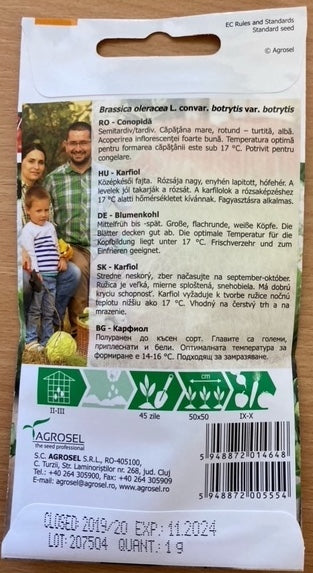 EC Rules and Standards
Standard seed
© Agrosel
Brassica oleracea L. convar. botrytis var. botrytis
RO - Conopidă
Semitardiv/tardiv. Căpăţâna mare, rotund – turtită, albă.
Acoperirea inflorescenţei foarte bună. Temperatura optimă
pentru formarea căpăţânii este sub 17 °C. Potrivit pentru
congelare.
HU - Karfiol
Középkésői fajta. Rózsája nagy, enyhén lapított, hófehér. A
levelek jól takarják a rózsát. A karfiolok a rózsaképzéshez
17 °C alatti hőmérsékletet kívánnak. Fagyasztásra alkalmas.
DE - Blumenkohl
Mittelfrüh bis -spät. Große, flachrunde, weiße Köpfe. Die
Blätter decken gut ab. Die optimale Temperatur für die
Kopfbildung liegt unter 17 °C. Frischverzehr und zum
Einfrieren geeignet.
SK - Karfiol
Stredne neskorý, zber načasujte na september-október.
Ružica je veľká, mierne sploštená, snehobiela. Má dobrú
krycu schopnosť. Karfiol vyžaduje k tvorbe ružice nočnú
teplotu nižšiu ako 17 °C. Vhodný na čerstvý trh a na
mrazenie.
BG - Карфиол
Полуранен до късен сорт. Главите са големи,
приплеснати и бели. Оптималната температура за
формиране е 14-16 °C. Подходящ за замразяване.
cm
II-III 45 zile 50x50 IX-X
AGROSEL
the seed professional
S.C. AGROSEL S.R.L., RO-405100,
C. Turzii, Str. Laminoriştilor nr. 268, jud. Cluj
Tel.: +40 264 305900, Fax: +40 264 305909
E-mail: agrosel@agrosel.ro, www.agrosel.ro
5 948872 014648
5 948872 005554
CLOSED: 2019/20 EXP.: 11.2024
LOT: 207504 QUANT.: 1 g